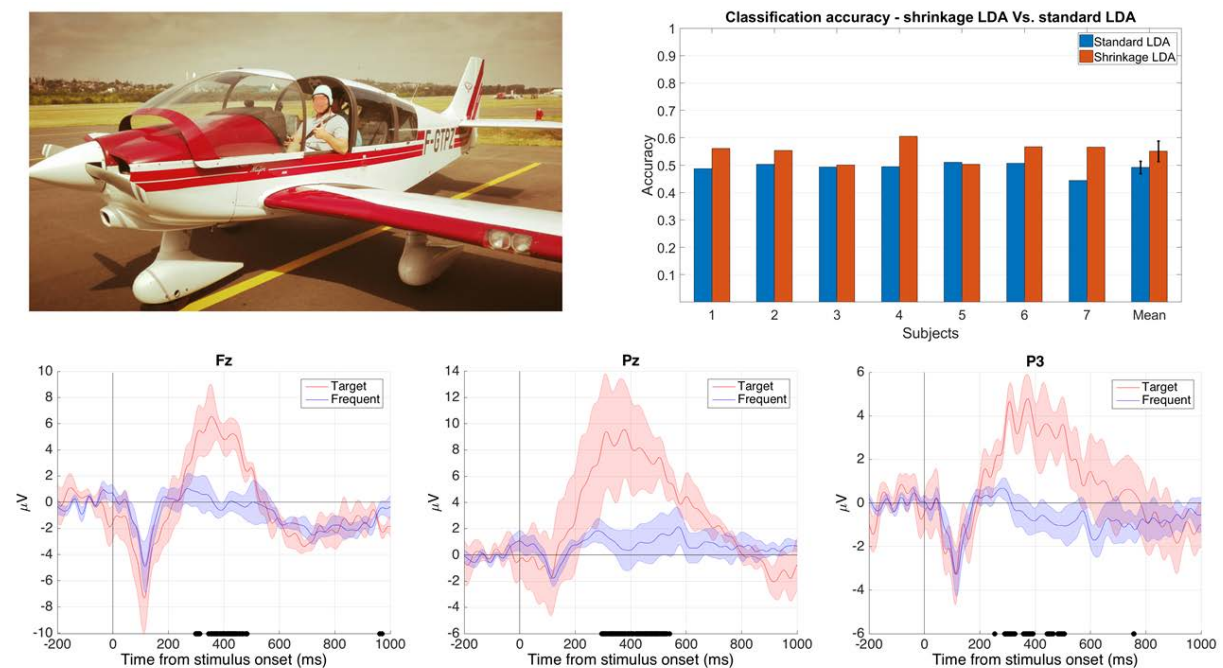 F-GTPZ
Major
Classification accuracy - shrinkage LDA Vs. standard LDA
Standard LDA
Shrinkage LDA
Accuracy
1
0.9
0.8
0.7
0.6
0.5
0.4
0.3
0.2
0.1
1 2 3 4 5 6 7 Mean
Subjects
Fz
Target
Frequent
μV
10
8
6
4
2
0
-2
-4
-6
-8
-10
-200 0 200 400 600 800 1000
Time from stimulus onset (ms)
Pz
Target
Frequent
μV
14
12
10
8
6
4
2
0
-2
-4
-6
-200 0 200 400 600 800 1000
Time from stimulus onset (ms)
P3
Target
Frequent
μV
6
4
2
0
-2
-4
-6
-200 0 200 400 600 800 1000
Time from stimulus onset (ms)